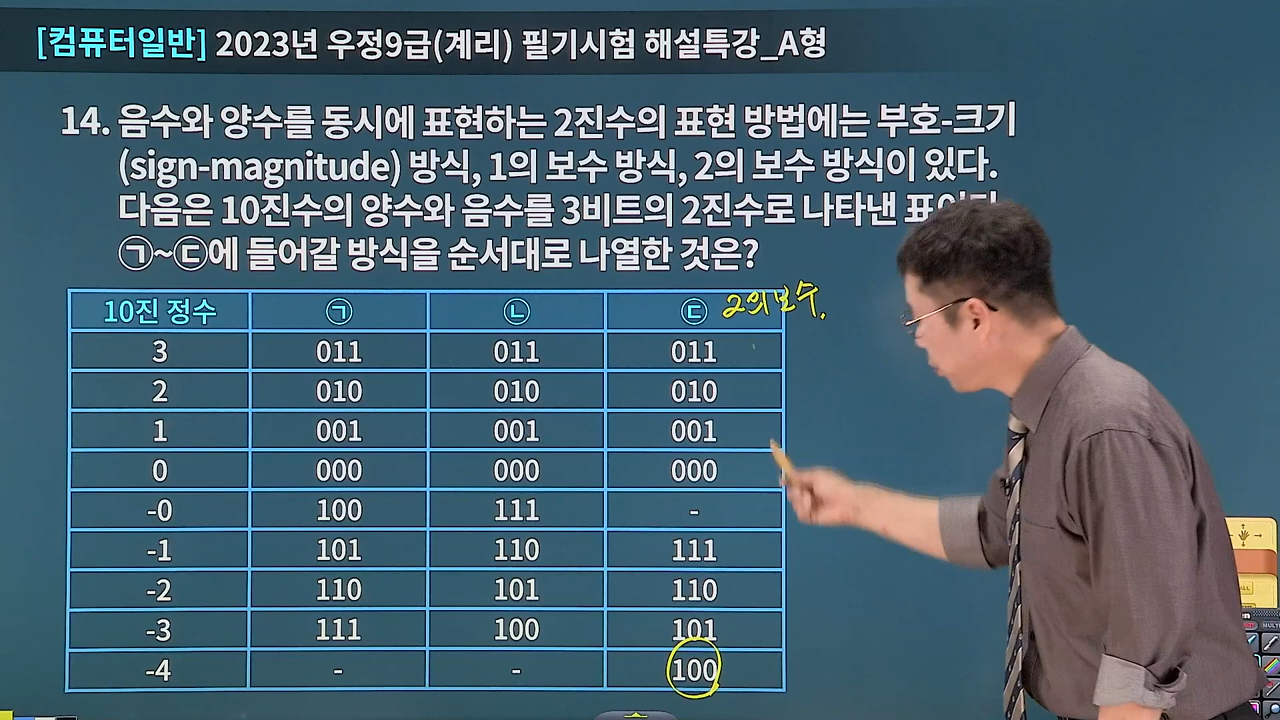 [컴퓨터일반] 2023년 우정9급(계리) 필기시험 해설특강_A형
14. 음수와 양수를 동시에 표현하는 2진수의 표현 방법에는 부호-크기
(sign-magnitude) 방식, 1의 보수 방식, 2의 보수 방식이 있다.
다음은 10진수의 양수와 음수를 3비트의 2진수로 나타낸
㉠~㉢에 들어갈 방식을 순서대로 나열한 것은?
10진 정수 ㉠ ㉡ ㉢ 2의보수.
3 011 011 011
2 010 010 010
1 001 001 001
0 000 000 000
-0 100 111 -
-1 101 110 111
-2 110 101 110
-3 111 100 101
-4 - - 100